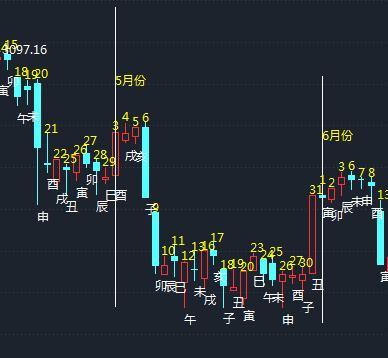 15
3097.16
卯
寅
18
19
20
午
未
申
21
酉
22
戌
25
丑
26
寅
27
卯
28
辰
29
巳
5月份
3
酉
4
戌
5
亥
6
子
9
丑
10
卯
11
辰
12
巳
午
13
未
16
戌
17
亥
18
子
19
丑
20
寅
23
巳
24
午
25
未
26
申
27
酉
30
子
31
丑
6月份
1
寅
2
卯
3
辰
6
未
7
申
8
酉
13